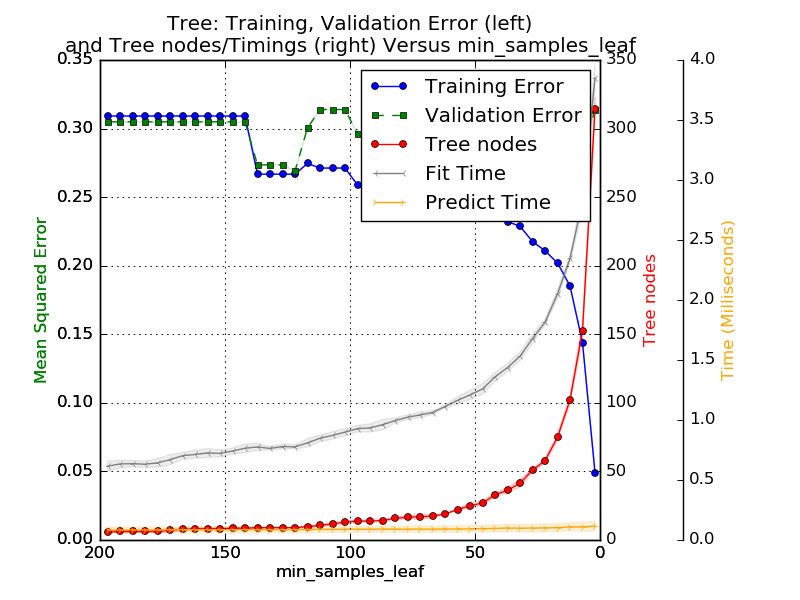 Tree: Training, Validation Error (left)
and Tree nodes/Timings (right) Versus min_samples_leaf
0.35
0.30
0.25
0.20
0.15
0.10
0.05
0.00
Mean Squared Error
200
150
100
50
0
min_samples_leaf
Training Error
Validation Error
Tree nodes
Fit Time
Predict Time
350
300
250
200
150
100
50
0
Tree nodes
4.0
3.5
3.0
2.5
2.0
1.5
1.0
0.5
0.0
Time (Milliseconds)